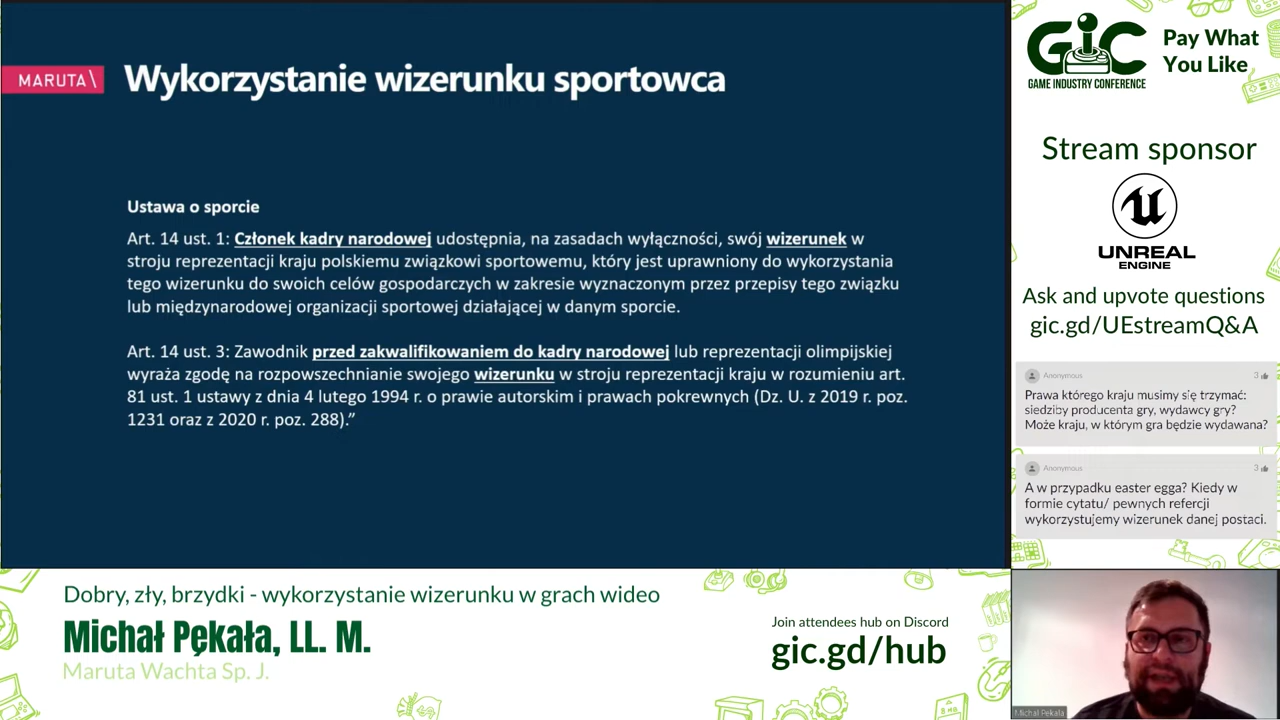 MARUTA\
Wykorzystanie wizerunku sportowca
Ustawa o sporcie
Art. 14 ust. 1: Członek kadry narodowej udostępnia, na zasadach wyłączności, swój wizerunek w
stroju reprezentacji kraju polskiemu związkowi sportowemu, który jest uprawniony do wykorzystania
tego wizerunku do swoich celów gospodarczych w zakresie wyznaczonym przez przepisy tego związku
lub międzynarodowej organizacji sportowej działającej w danym sporcie.
Art. 14 ust. 3: Zawodnik przed zakwalifikowaniem do kadry narodowej lub reprezentacji olimpijskiej
wyraża zgodę na rozpowszechnianie swojego wizerunku w stroju reprezentacji kraju w rozumieniu art.
81 ust. 1 ustawy z dnia 4 lutego 1994 r. o prawie autorskim i prawach pokrewnych (Dz. U. z 2019 r. poz.
1231 oraz z 2020 r. poz. 288).”
GIC
GAME INDUSTRY CONFERENCE
Pay What
You Like
Stream sponsor
UNREAL
ENGINE
Ask and upvote questions
gic.gd/UEstreamQ&A
Anonymous 3
Prawa którego kraju musimy się trzymać:
siedziby producenta gry, wydawcy gry?
Może kraju, w którym gra będzie wydawana?
Anonymous 3
A w przypadku easter egga? Kiedy w
formie cytatu/ pewnych refercji
wykorzystujemy wizerunek danej postaci.
Dobry, zły, brzydki - wykorzystanie wizerunku w grach wideo
Michał Pękała, LL. M.
Maruta Wachta Sp. J.
Join attendees hub on Discord
gic.gd/hub
Michał Pękała